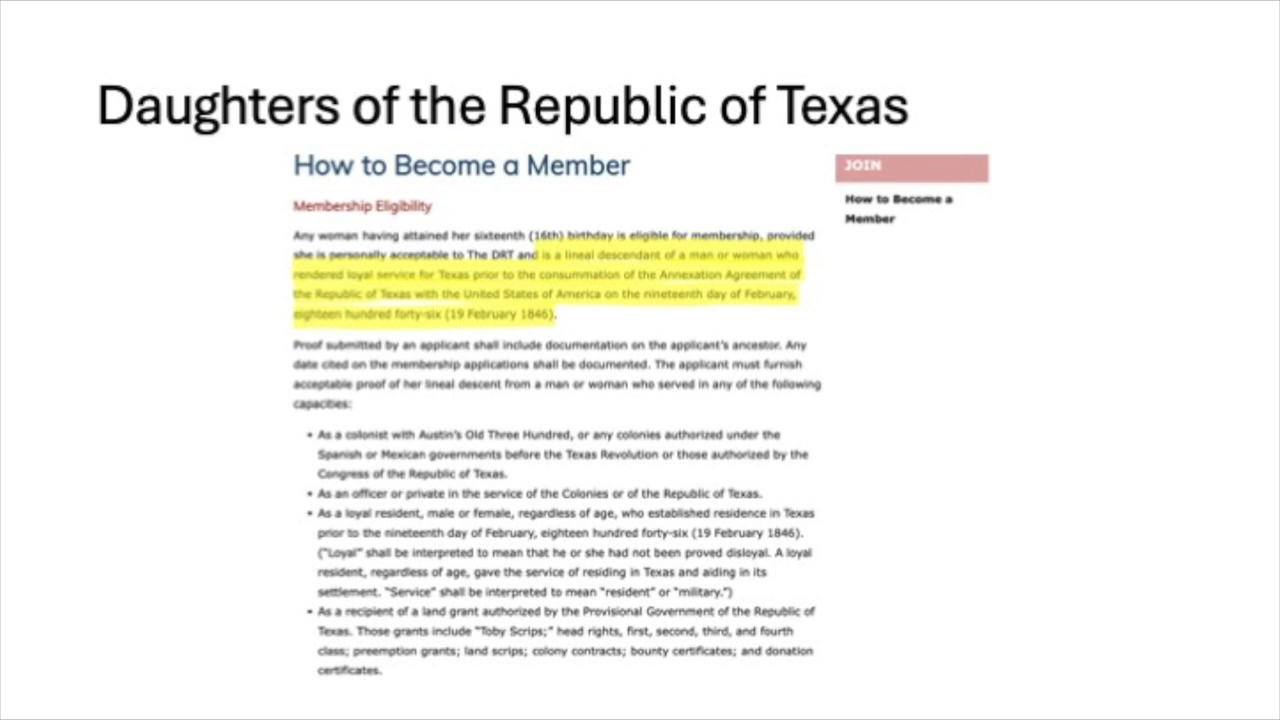 Daughters of the Republic of Texas
How to Become a Member
JOIN
How to Become a
Member
Membership Eligibility
Any woman having attained her sixteenth (16th) birthday is eligible for membership, provided
she is personally acceptable to The DRT and is a lineal descendant of a man or woman who
rendered loyal service for Texas prior to the consummation of the Annexation Agreement of
the Republic of Texas with the United States of America on the nineteenth day of February,
eighteen hundred forty-six (19 February 1846).
Proof submitted by an applicant shall include documentation on the applicant's ancestor. Any
date cited on the membership applications shall be documented. The applicant must furnish
acceptable proof of her lineal descent from a man or woman who served in any of the following
capacities:
• As a colonist with Austin's Old Three Hundred, or any colonies authorized under the
Spanish or Mexican governments before the Texas Revolution or those authorized by the
Congress of the Republic of Texas.
• As an officer or private in the service of the Colonies or of the Republic of Texas.
• As a loyal resident, male or female, regardless of age, who established residence in Texas
prior to the nineteenth day of February, eighteen hundred forty-six (19 February 1846).
("Loyal" shall be interpreted to mean that he or she had not been proved disloyal. A loyal
resident, regardless of age, gave the service of residing in Texas and aiding in its
settlement. "Service" shall be interpreted to mean "resident" or "military.")
• As a recipient of a land grant authorized by the Provisional Government of the Republic of
Texas. Those grants include "Toby Scrips;" head rights, first, second, third, and fourth
class; preemption grants; land scrips; colony contracts; bounty certificates; and donation
certificates.